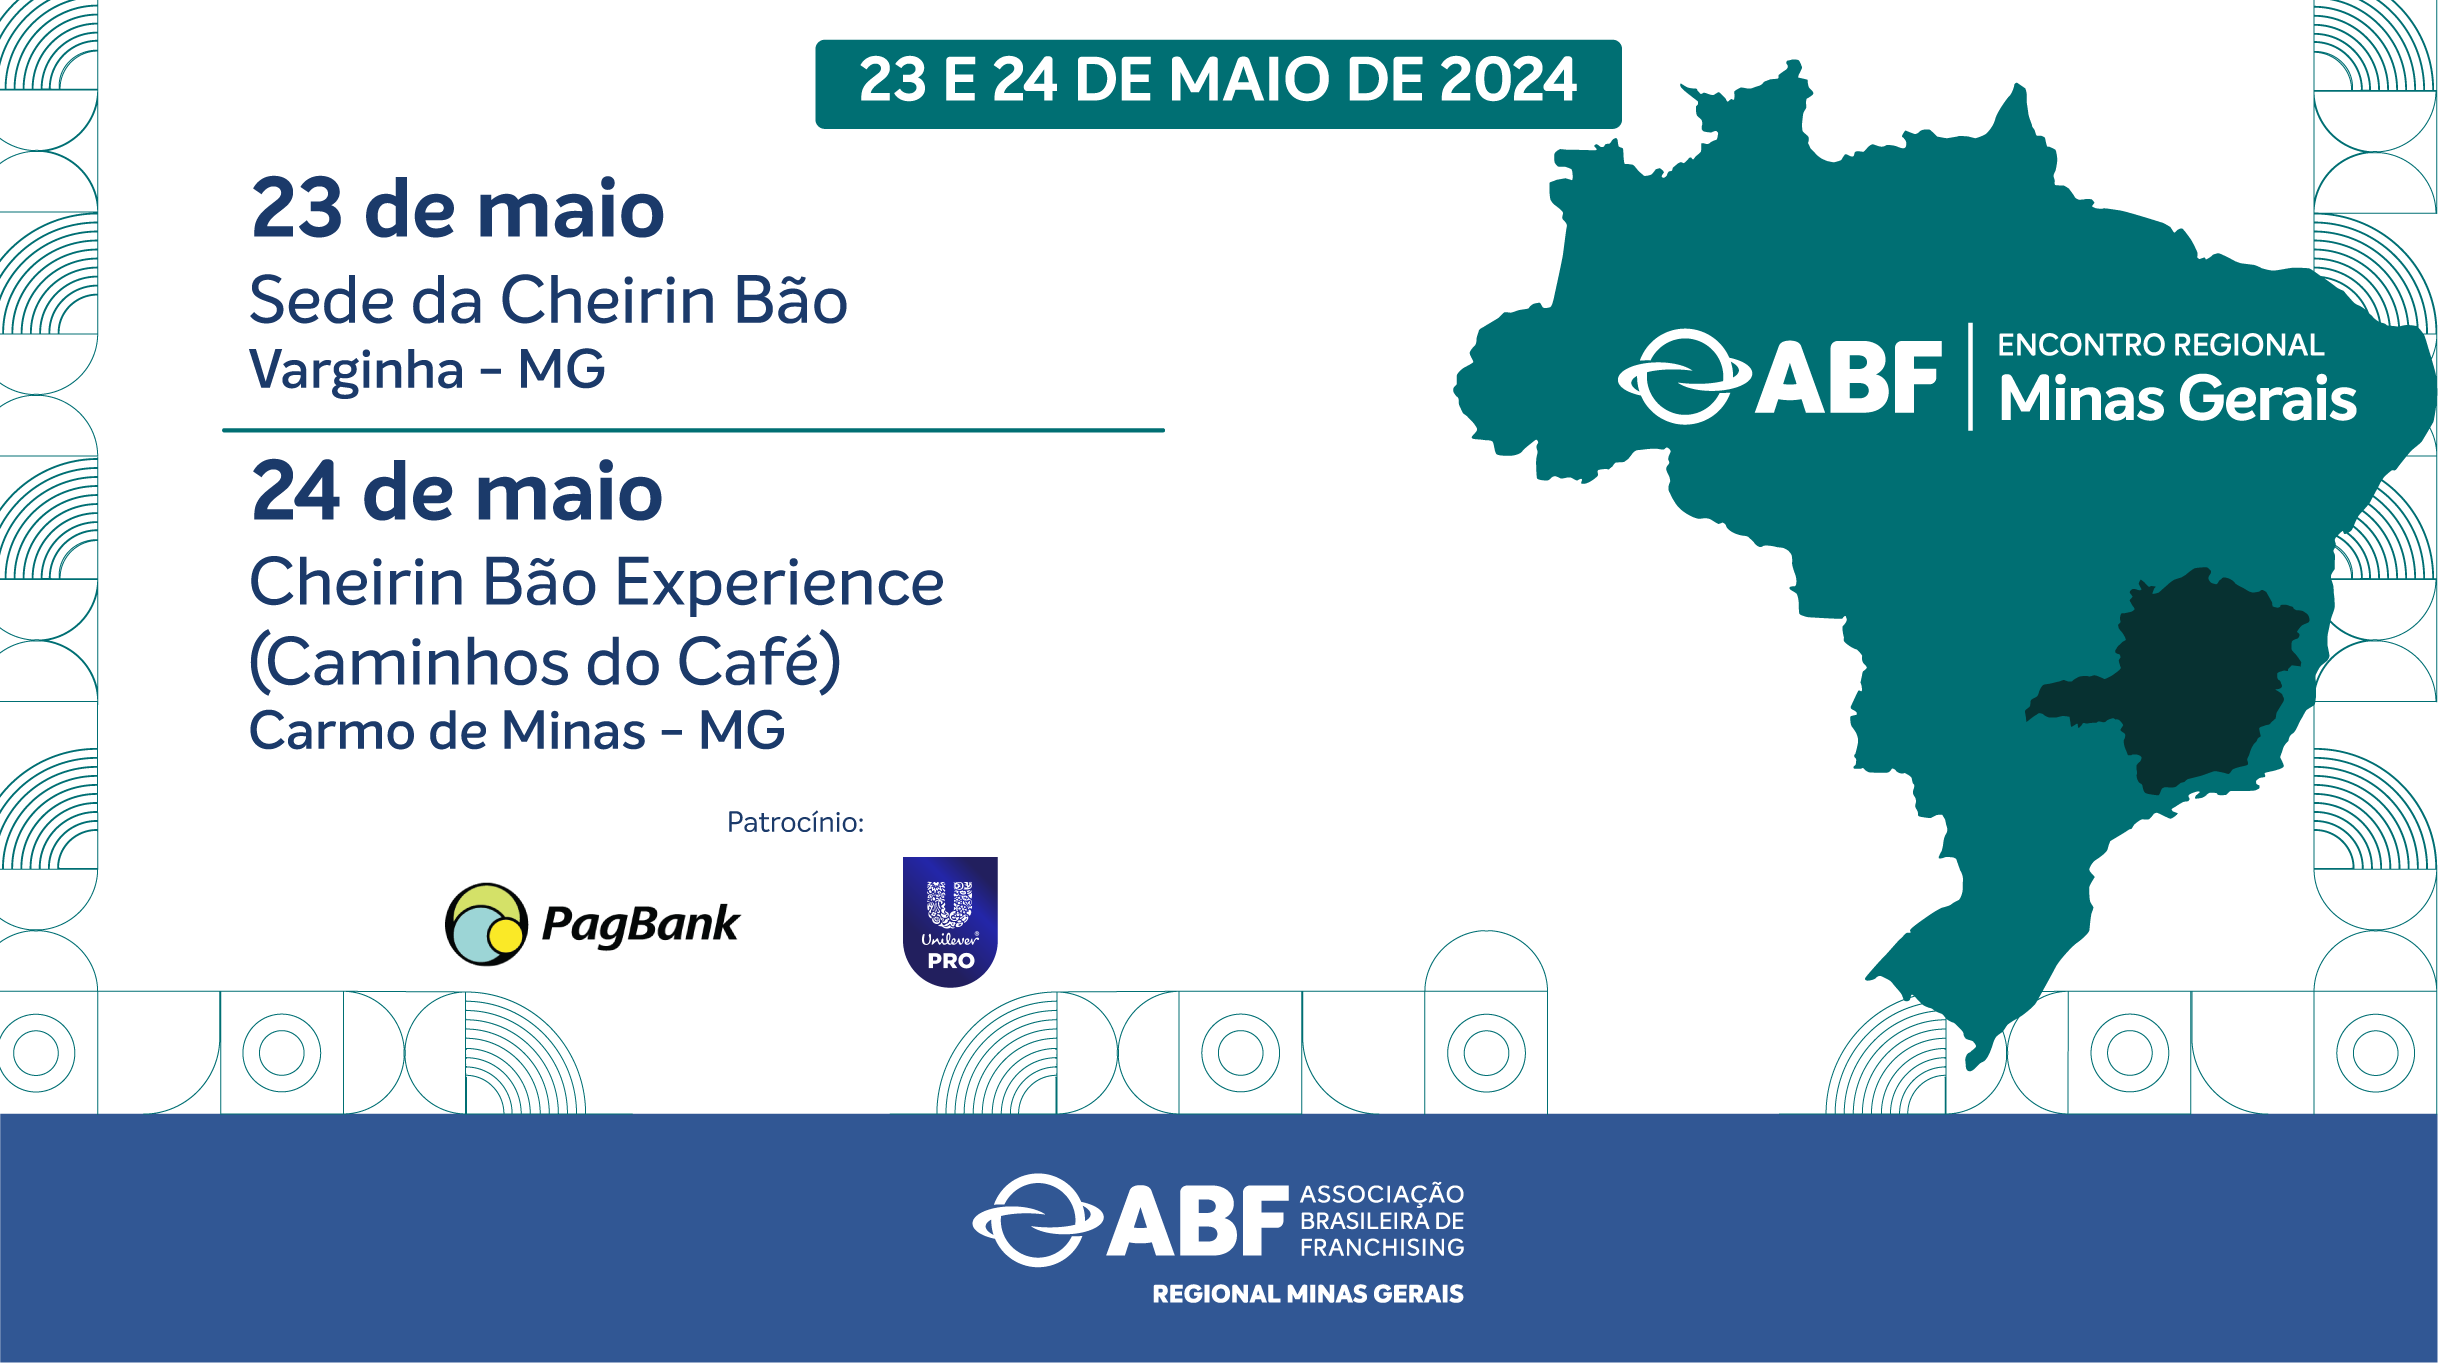 23 E 24 DE MAIO DE 2024
23 de maio
Sede da Cheirin Bão
Varginha - MG
24 de maio
Cheirin Bão Experience
(Caminhos do Café)
Carmo de Minas - MG
Patrocínio:
PagBank
U
Unilever®
PRO
ABF
ENCONTRO REGIONAL
Minas Gerais
ABF
ASSOCIAÇÃO
BRASILEIRA DE
FRANCHISING
REGIONAL MINAS GERAIS